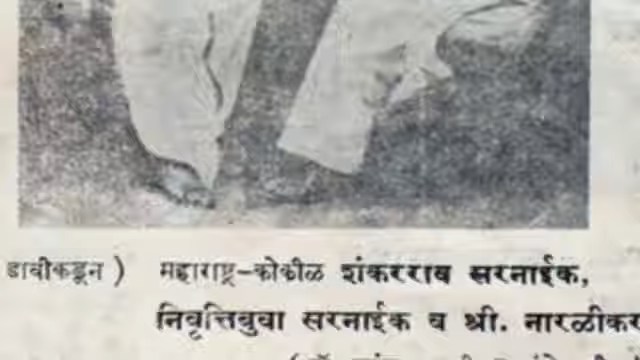 डावीकडून ) महाराष्ट्र-कोकीळ शंकरराव सरनाईक,
निवृत्तिबुवा सरनाईक व श्री. नारळीकर